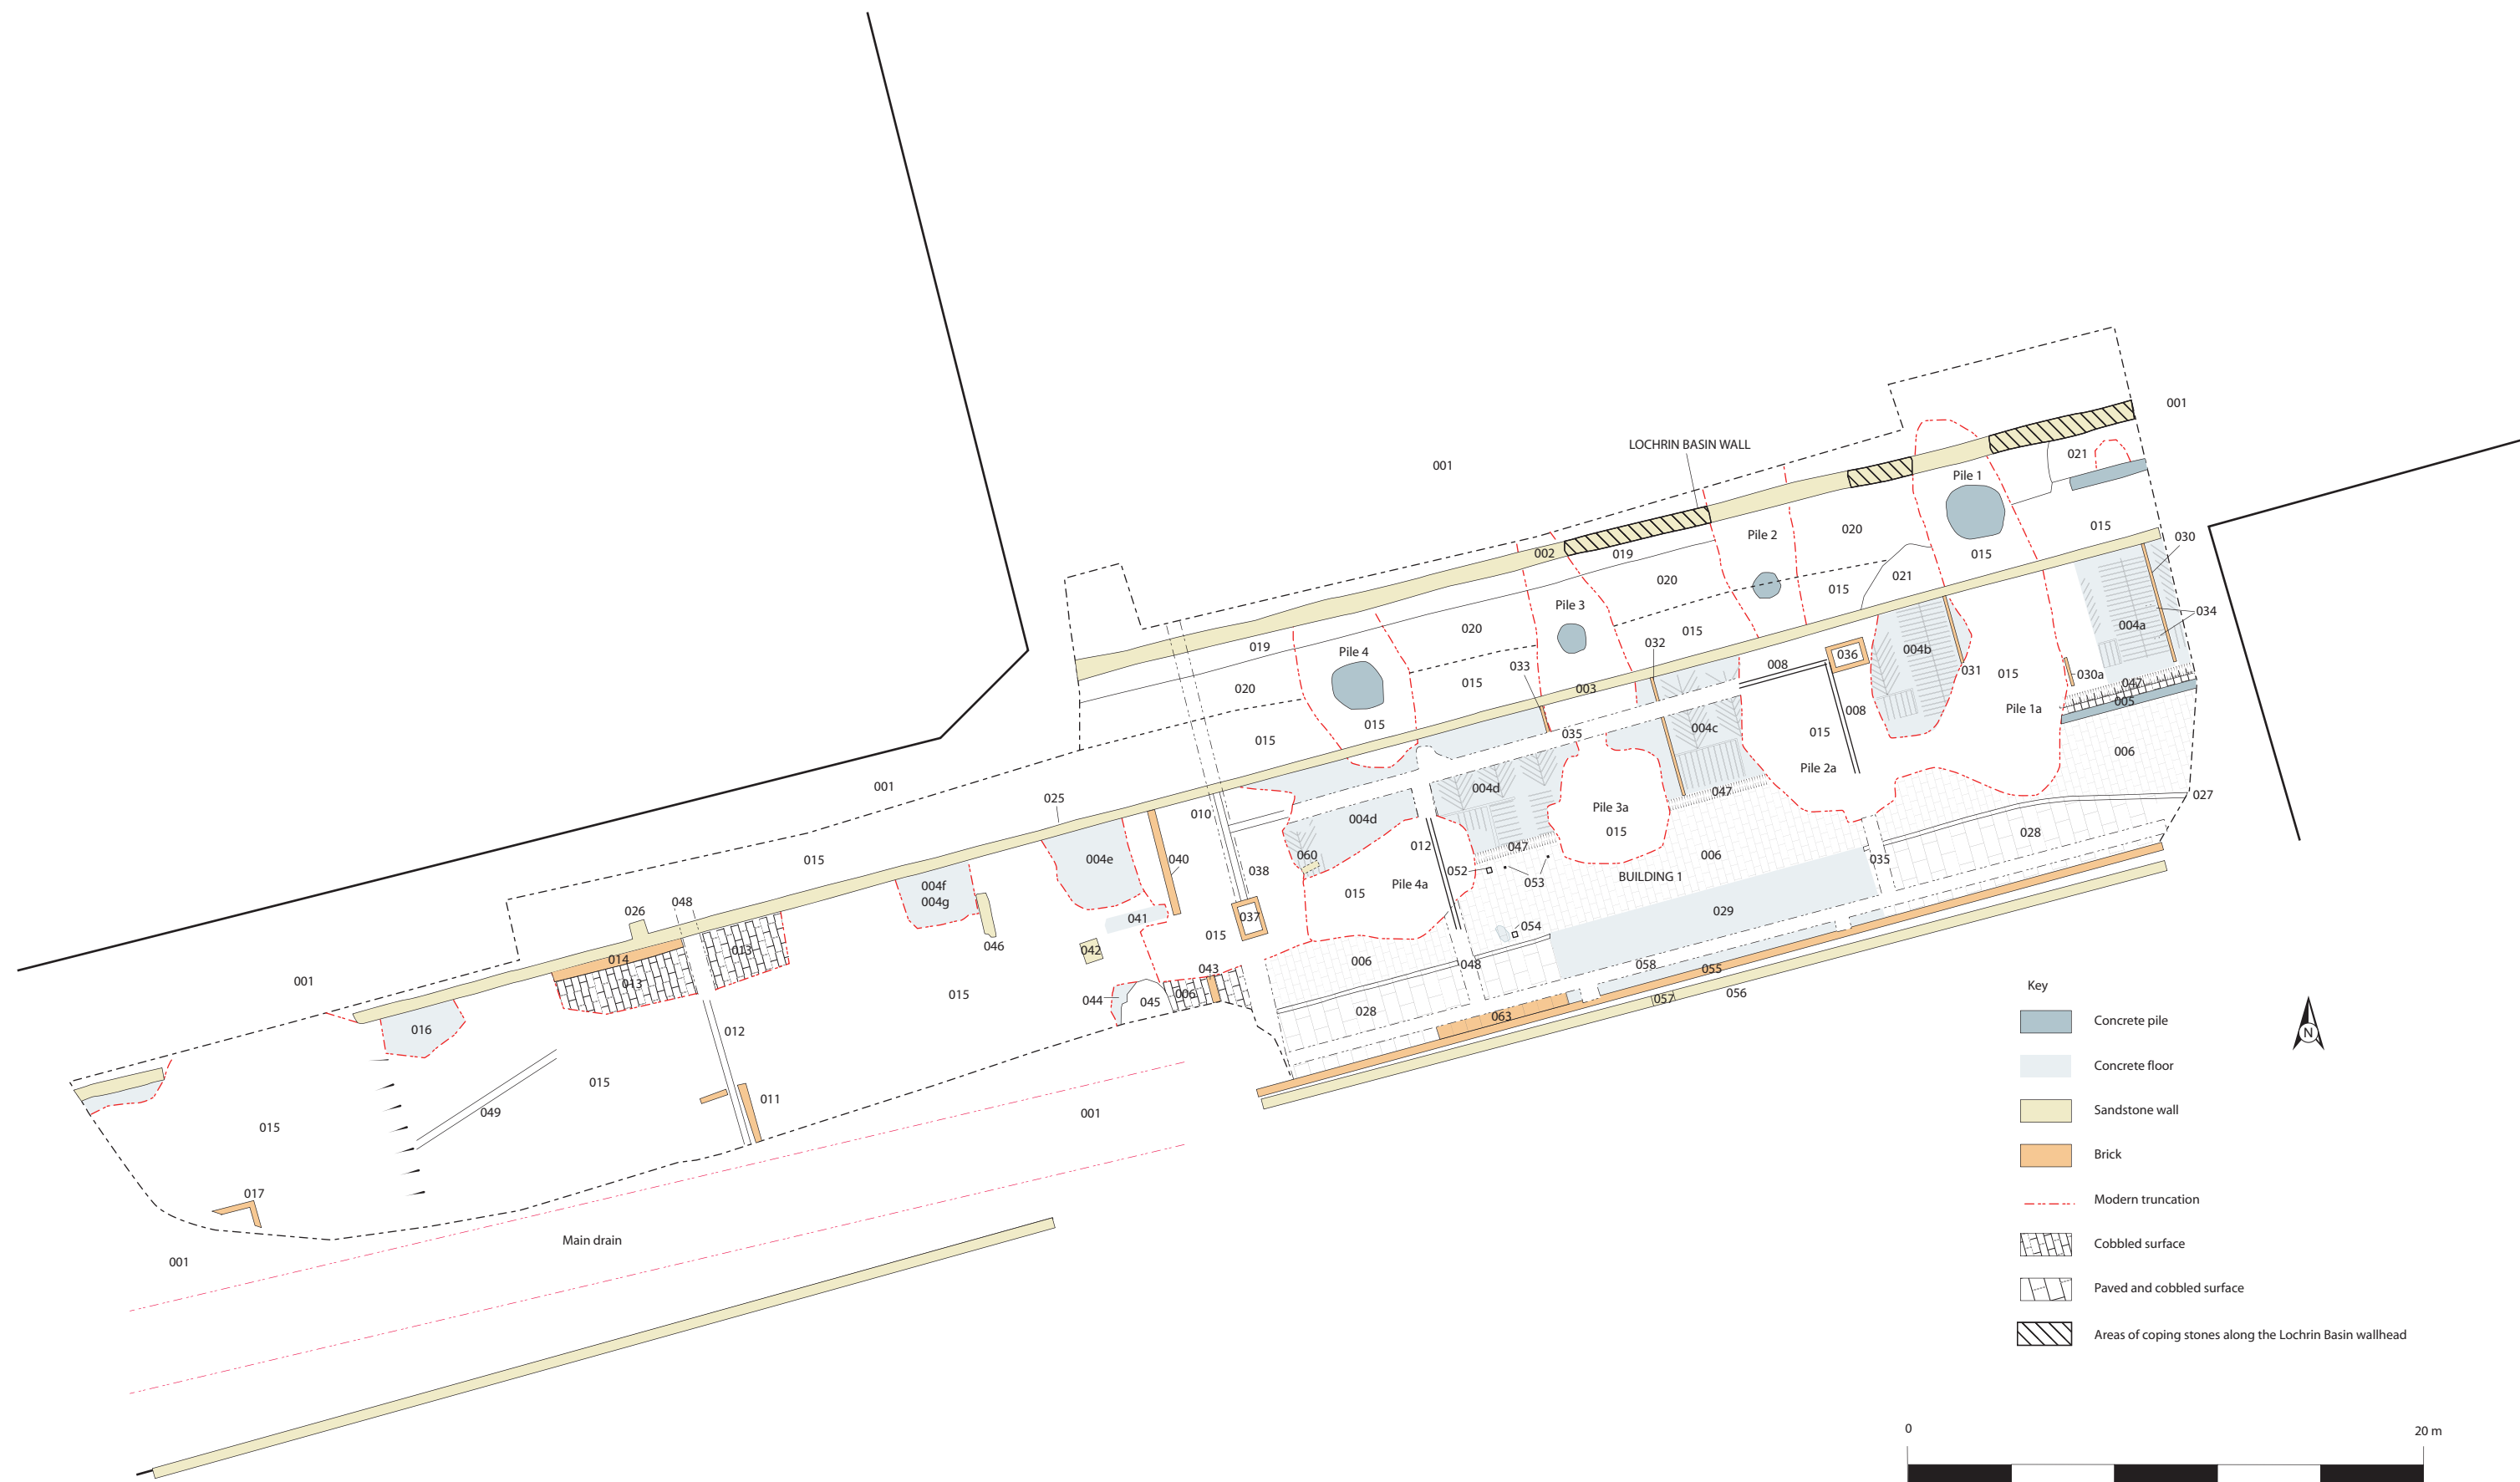 001
LOCHRIN BASIN WALL
001
021
Pile 1
020
015
Pile 2
002
019
015
030
021
020
015
Pile 3
034
004a
032
015
020
019
Pile 4
033
008
036
004b
031
015
030a
047
005
015
003
020
015
Pile 1a
008
004c
035
015
015
006
Pile 2a
001
025
004d
047
027
010
004d
Pile 3a
015
028
012
006
047
060
040
004e
015
035
038
052
053
BUILDING 1
015
Pile 4a
004f
004g
029
026
048
041
037
054
015
046
042
013
014
006
048
058
055
043
013
001
015
044
045
006
056
057
028
063
016
012
015
011
049
001
015
017
Main drain
001
Key
Concrete pile
N
Concrete floor
Sandstone wall
Brick
Modern truncation
Cobbled surface
Paved and cobbled surface
Areas of coping stones along the Lochrin Basin wallhead
0
20 m